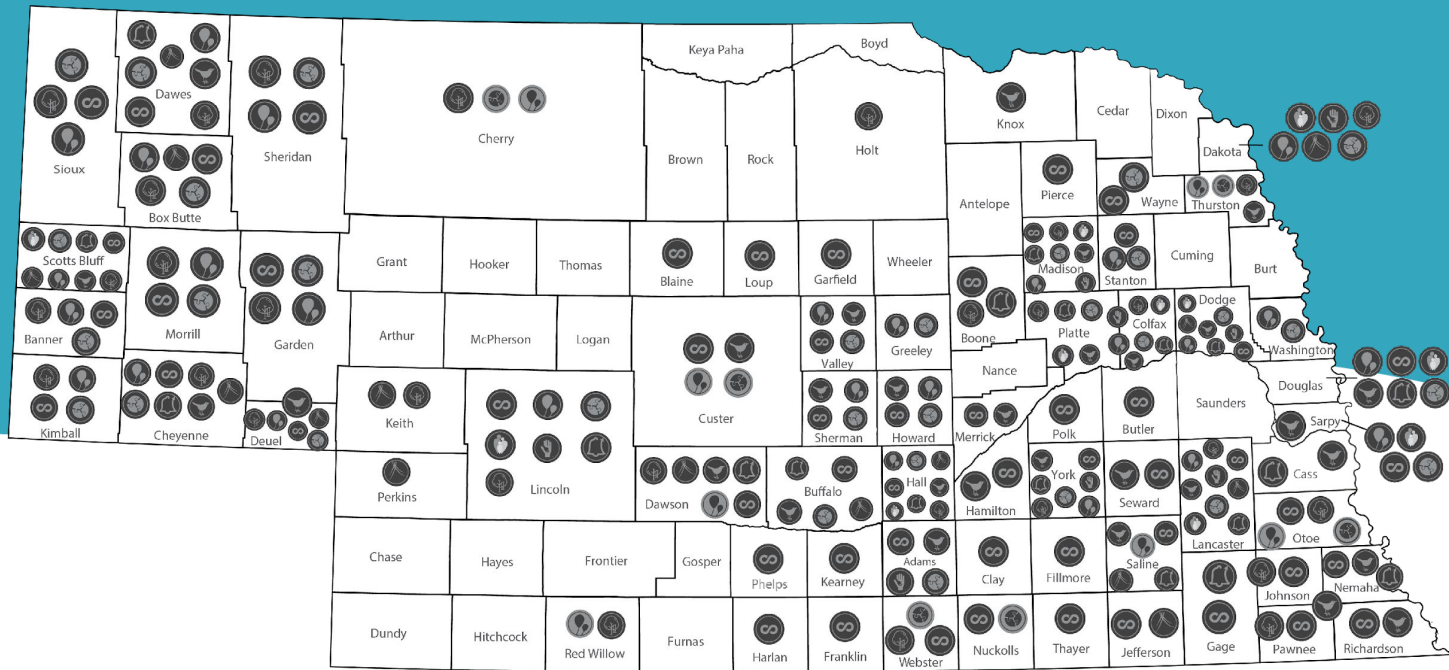 Keya Paha
Boyd
Dawes
Cherry
Knox
Cedar
Dixon
Sioux
Sheridan
Brown
Rock
Holt
Dakota
Box Butte
Antelope
Pierce
Wayne
Thurston
Scotts Bluff
Grant
Hooker
Thomas
Blaine
Loup
Garfield
Wheeler
Madison
Stanton
Cuming
Burt
Banner
Morrill
Garden
Arthur
McPherson
Logan
Valley
Greeley
Boone
Platte
Colfax
Dodge
Washington
Nance
Kimball
Cheyenne
Deuel
Keith
Custer
Sherman
Howard
Merrick
Polk
Butler
Saunders
Douglas
Sarpy
Perkins
Lincoln
Dawson
Buffalo
Hall
Hamilton
York
Seward
Lancaster
Cass
Otoe
Chase
Hayes
Frontier
Gosper
Phelps
Kearney
Adams
Clay
Fillmore
Saline
Johnson
Nemaha
Dundy
Hitchcock
Red Willow
Furnas
Harlan
Franklin
Webster
Nuckolls
Thayer
Jefferson
Gage
Pawnee
Richardson